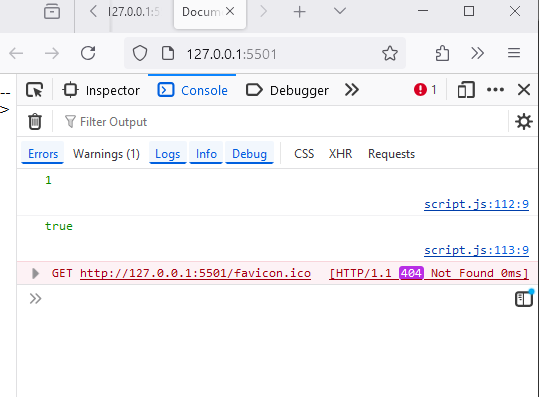 127.0.0.1:5 Docume
127.0.0.1:5501
--
>
Inspector Console Debugger 1
Filter Output
Errors Warnings (1) Logs Info Debug CSS XHR Requests
1
script.js:112:9
true
script.js:113:9
GET http://127.0.0.1:5501/favicon.ico [HTTP/1.1 404 Not Found 0ms]